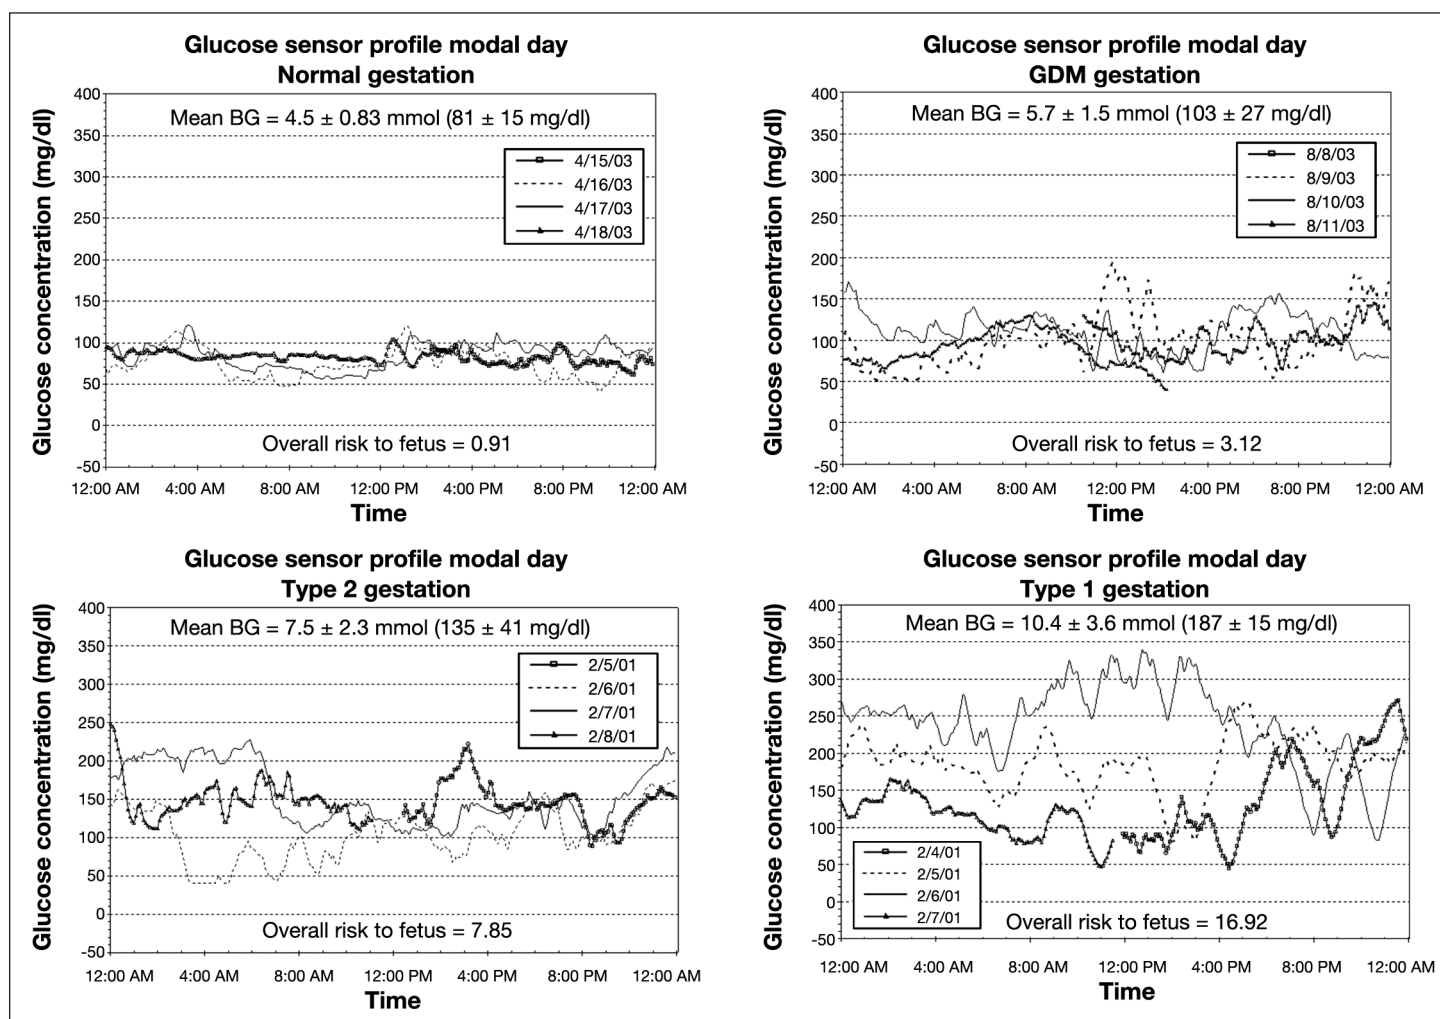 Glucose sensor profile modal day
Normal gestation
Glucose concentration (mg/dl)
400
350
300
250
200
150
100
50
0
-50
Mean BG = 4.5 ± 0.83 mmol (81 ± 15 mg/dl)
4/15/03
4/16/03
4/17/03
4/18/03
Overall risk to fetus = 0.91
12:00 AM 4:00 AM 8:00 AM 12:00 PM 4:00 PM 8:00 PM 12:00 AM
Time
Glucose sensor profile modal day
GDM gestation
Glucose concentration (mg/dl)
400
350
300
250
200
150
100
50
0
-50
Mean BG = 5.7 ± 1.5 mmol (103 ± 27 mg/dl)
8/8/03
8/9/03
8/10/03
8/11/03
Overall risk to fetus = 3.12
12:00 AM 4:00 AM 8:00 AM 12:00 PM 4:00 PM 8:00 PM 12:00 AM
Time
Glucose sensor profile modal day
Type 2 gestation
Glucose concentration (mg/dl)
400
350
300
250
200
150
100
50
0
-50
Mean BG = 7.5 ± 2.3 mmol (135 ± 41 mg/dl)
2/5/01
2/6/01
2/7/01
2/8/01
Overall risk to fetus = 7.85
12:00 AM 4:00 AM 8:00 AM 12:00 PM 4:00 PM 8:00 PM 12:00 AM
Time
Glucose sensor profile modal day
Type 1 gestation
Glucose concentration (mg/dl)
400
350
300
250
200
150
100
50
0
-50
Mean BG = 10.4 ± 3.6 mmol (187 ± 15 mg/dl)
2/4/01
2/5/01
2/6/01
2/7/01
Overall risk to fetus = 16.92
12:00 AM 4:00 AM 8:00 AM 12:00 PM 4:00 PM 8:00 PM 12:00 AM
Time